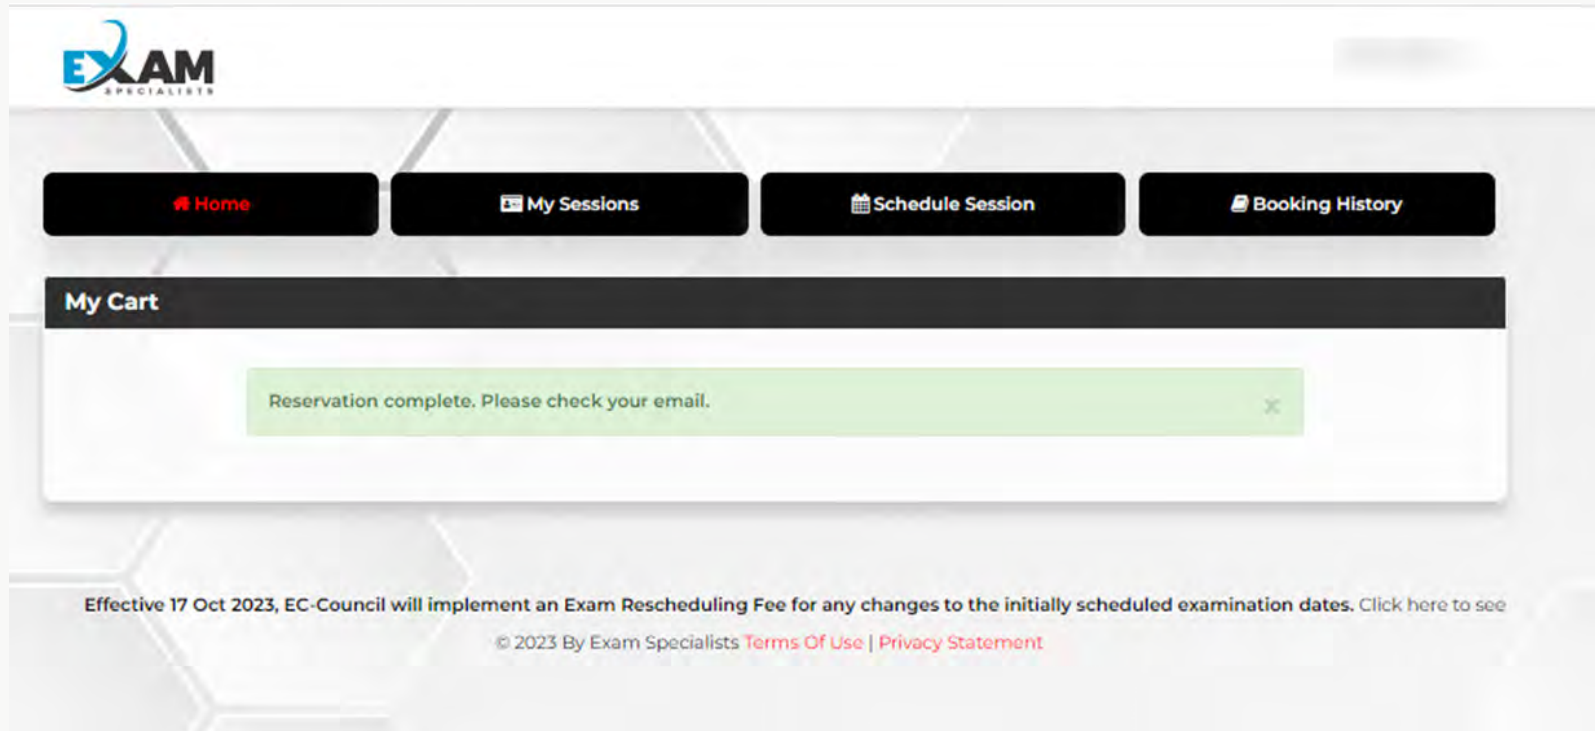 EXAM
SPECIALISTS
Home
My Sessions
Schedule Session
Booking History
My Cart
Reservation complete. Please check your email.
x
Effective 17 Oct 2023, EC-Council will implement an Exam Rescheduling Fee for any changes to the initially scheduled examination dates. Click here to see
© 2023 By Exam Specialists Terms Of Use | Privacy Statement